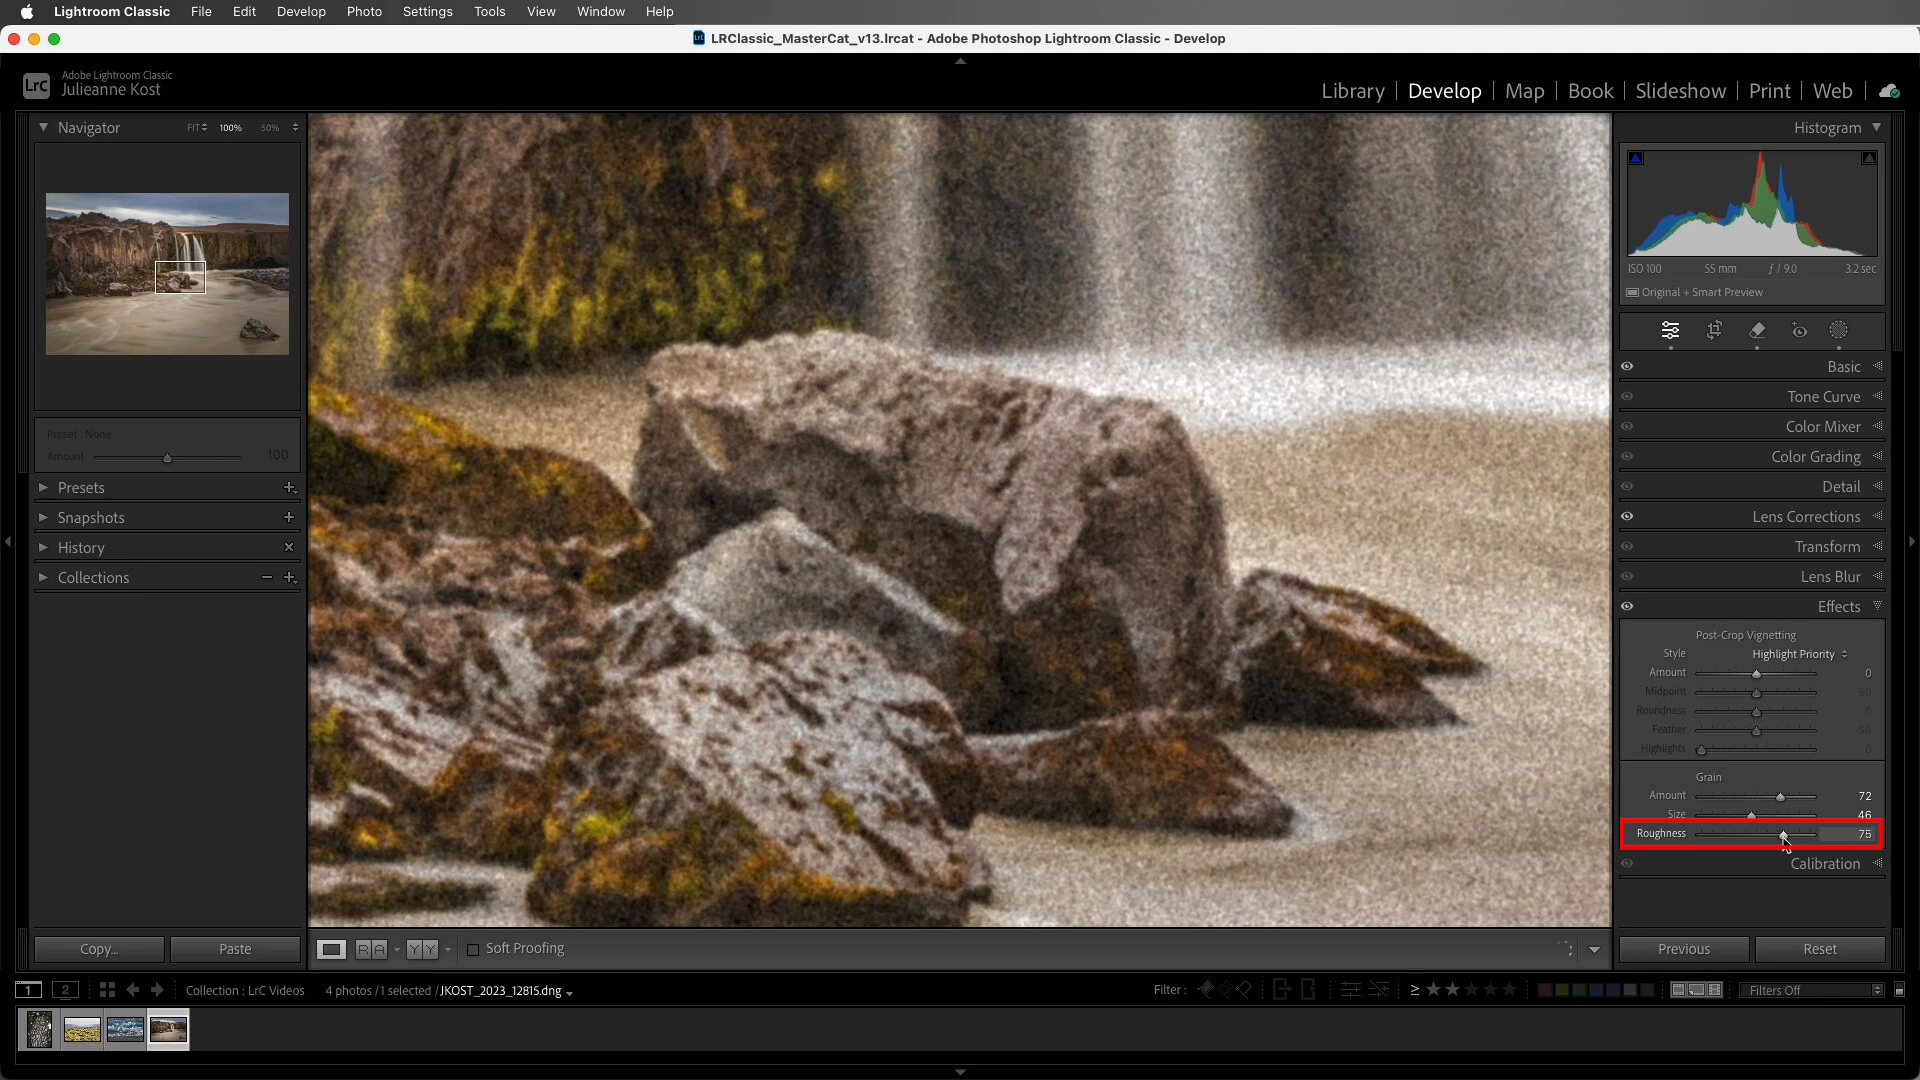 Lightroom Classic File Edit Develop Photo Settings Tools View Window Help
LrC LRClassic_MasterCat_v13.lrcat - Adobe Photoshop Lightroom Classic - Develop
LrC Adobe Lightroom Classic
Julieanne Kost
Library Develop Map Book Slideshow Print Web
Navigator FIT 100% 50%
Preset : None
Amount 100
Presets
Snapshots
History
Collections
Copy... Paste
Soft Proofing
Histogram
ISO 100 55 mm ƒ / 9.0 3.2 sec
Original + Smart Preview
Basic
Tone Curve
Color Mixer
Color Grading
Detail
Lens Corrections
Transform
Lens Blur
Effects
Post-Crop Vignetting
Style Highlight Priority
Amount 0
Midpoint 50
Roundness 0
Feather 50
Highlights 0
Grain
Amount 72
Size 46
Roughness 75
Calibration
Previous Reset
1 2 Collection : LrC Videos 4 photos / 1 selected / JKOST_2023_12815.dng Filter : Filters Off